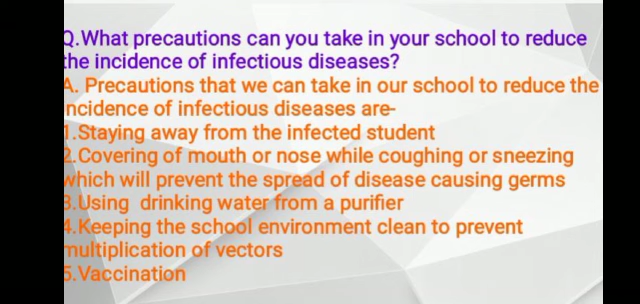 Q.What precautions can you take in your school to reduce
the incidence of infectious diseases?
A. Precautions that we can take in our school to reduce the
incidence of infectious diseases are-
1.Staying away from the infected student
2.Covering of mouth or nose while coughing or sneezing
which will prevent the spread of disease causing germs
3.Using drinking water from a purifier
4.Keeping the school environment clean to prevent
multiplication of vectors
5.Vaccination